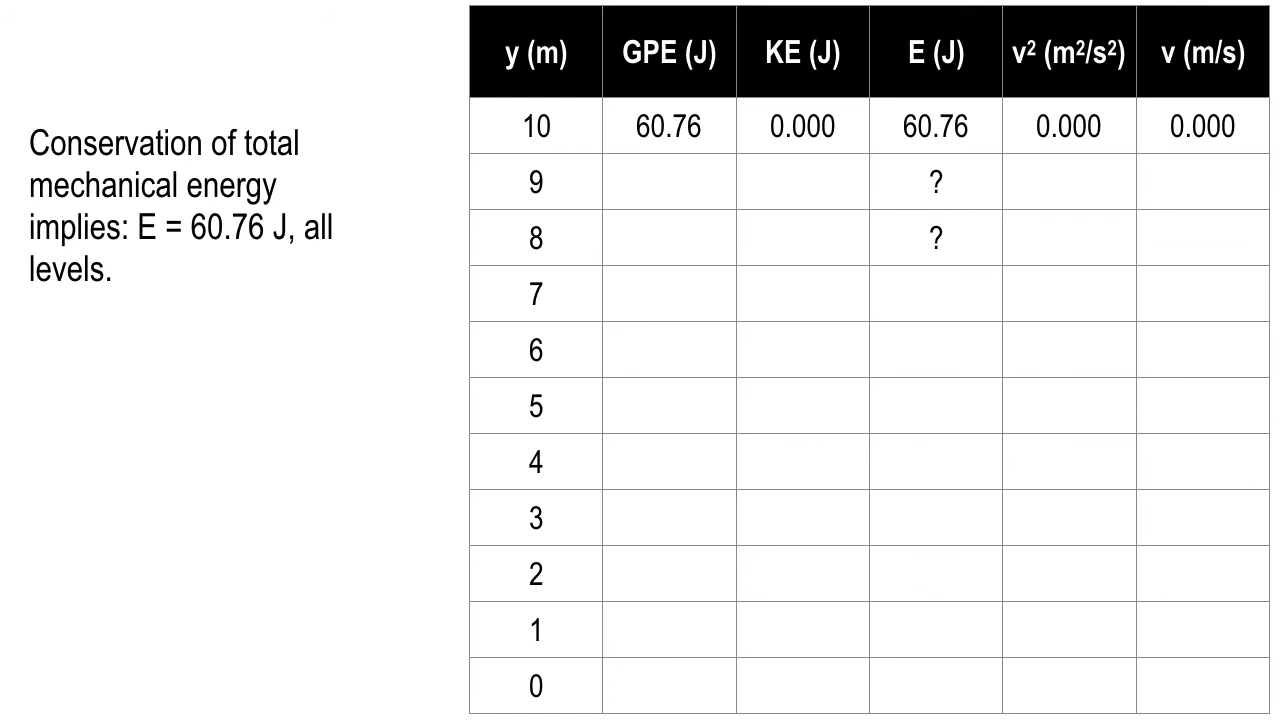 Conservation of total
mechanical energy
implies: E = 60.76 J, all
levels.
y (m) GPE (J) KE (J) E (J) v² (m²/s²) v (m/s)
10 60.76 0.000 60.76 0.000 0.000
9 ?
8 ?
7
6
5
4
3
2
1
0